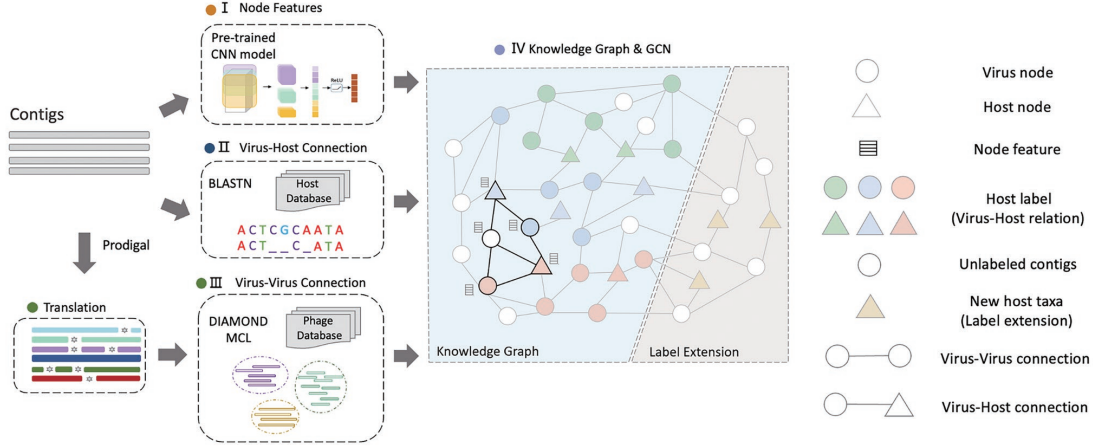 Contigs
Prodigal
Translation
I Node Features
Pre-trained
CNN model
ReLU
II Virus-Host Connection
BLASTN
Host
Database
ACTCGCAATA
ACT__C_ATA
III Virus-Virus Connection
DIAMOND
MCL
Phage
Database
IV Knowledge Graph & GCN
Knowledge Graph
Label Extension
Virus node
Host node
Node feature
Host label
(Virus-Host relation)
Unlabeled contigs
New host taxa
(Label extension)
Virus-Virus connection
Virus-Host connection